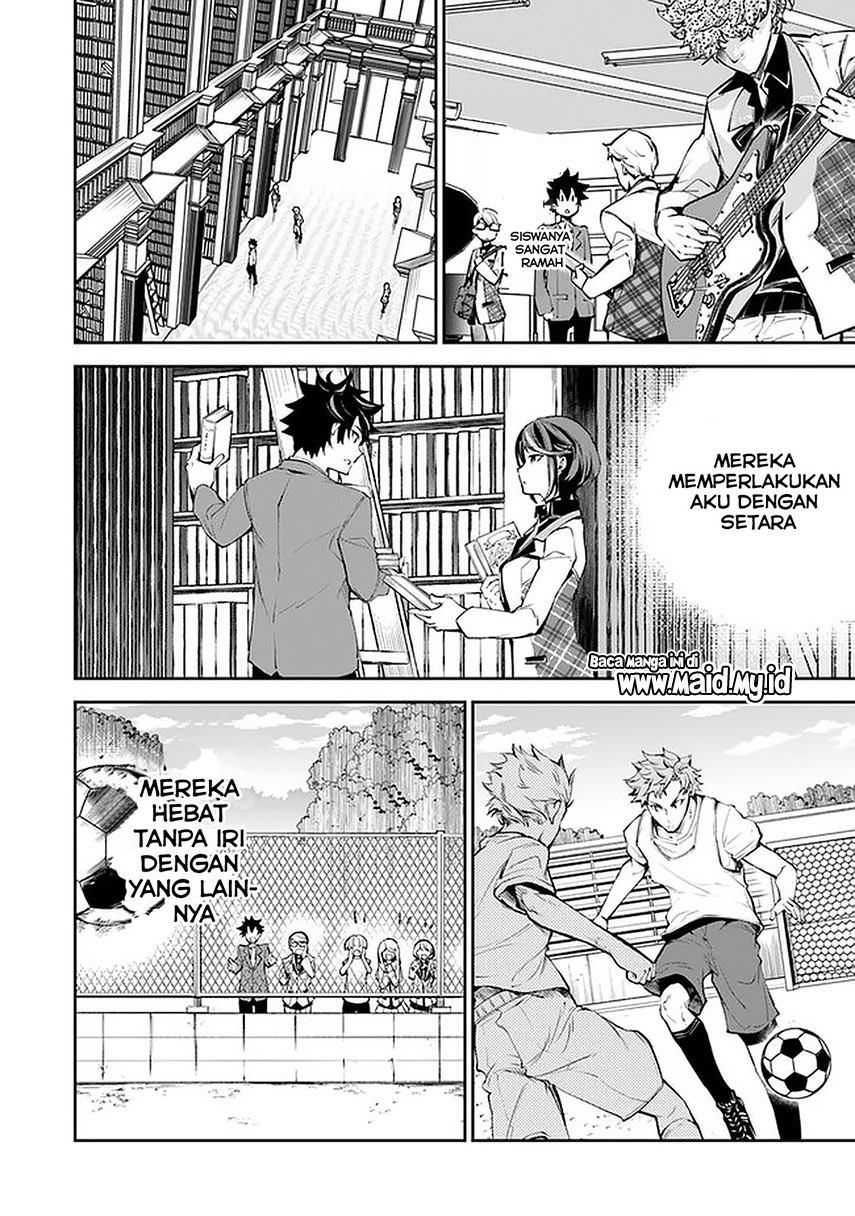 SISWANYA
SANGAT
RAMAH
MEREKA
MEMPERLAKUKAN
AKU DENGAN
SETARA
Baca Manga ini di
www.Maid.My.id
MEREKA
HEBAT
TANPA IRI
DENGAN
YANG LAIN-
NYA